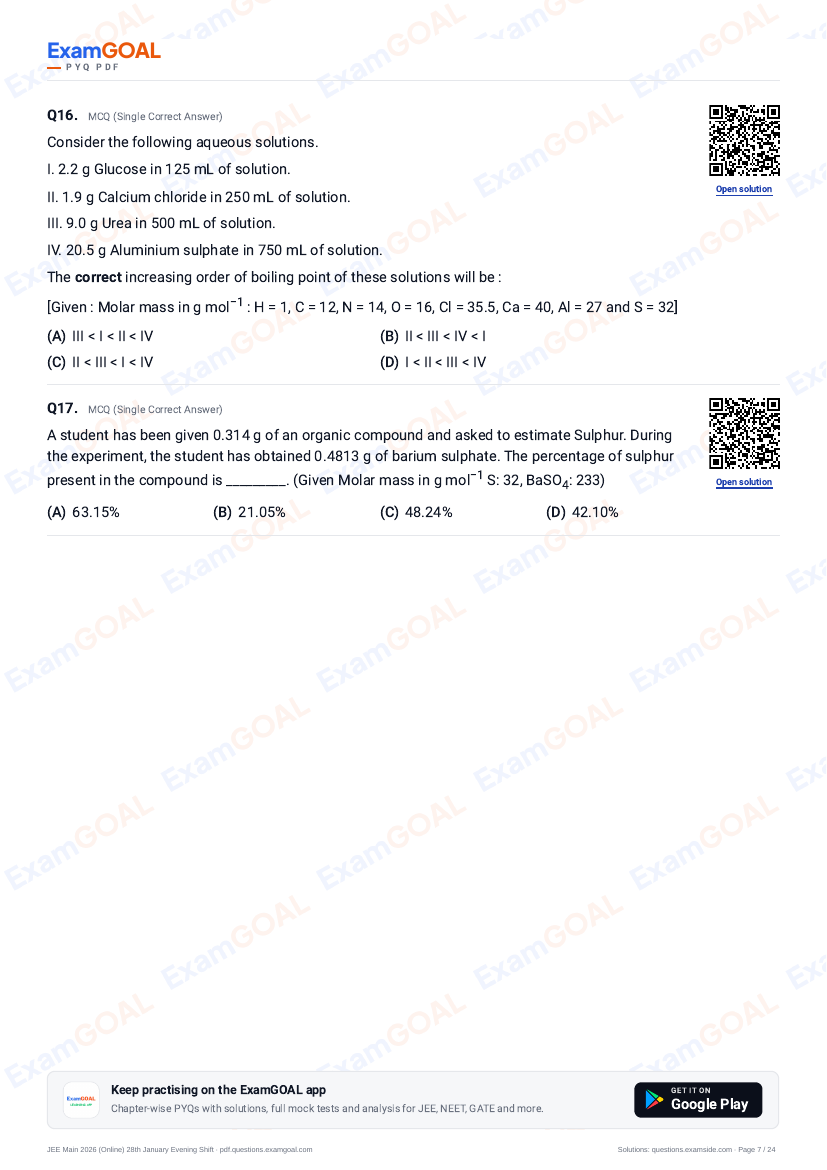 ExamGOAL
PYQ PDF
Q16. MCQ (Single Correct Answer)
Consider the following aqueous solutions.
I. 2.2 g Glucose in 125 mL of solution.
Open solution
II. 1.9 g Calcium chloride in 250 mL of solution.
III. 9.0 g Urea in 500 mL of solution.
IV. 20.5 g Aluminium sulphate in 750 mL of solution.
The correct increasing order of boiling point of these solutions will be :
[Given : Molar mass in g mol⁻¹ : H = 1, C = 12, N = 14, O = 16, Cl = 35.5, Ca = 40, Al = 27 and S = 32]
(A) III < I < II < IV (B) II < III < IV < I
(C) II < III < I < IV (D) I < II < III < IV
Q17. MCQ (Single Correct Answer)
A student has been given 0.314 g of an organic compound and asked to estimate Sulphur. During
the experiment, the student has obtained 0.4813 g of barium sulphate. The percentage of sulphur
present in the compound is _________. (Given Molar mass in g mol⁻¹ S: 32, BaSO₄: 233)
Open solution
(A) 63.15% (B) 21.05% (C) 48.24% (D) 42.10%
Keep practising on the ExamGOAL app
Chapter-wise PYQs with solutions, full mock tests and analysis for JEE, NEET, GATE and more.
GET IT ON
Google Play
JEE Main 2026 (Online) 28th January Evening Shift · pdf.questions.examgoal.com
Solutions: questions.examside.com · Page 7 / 24